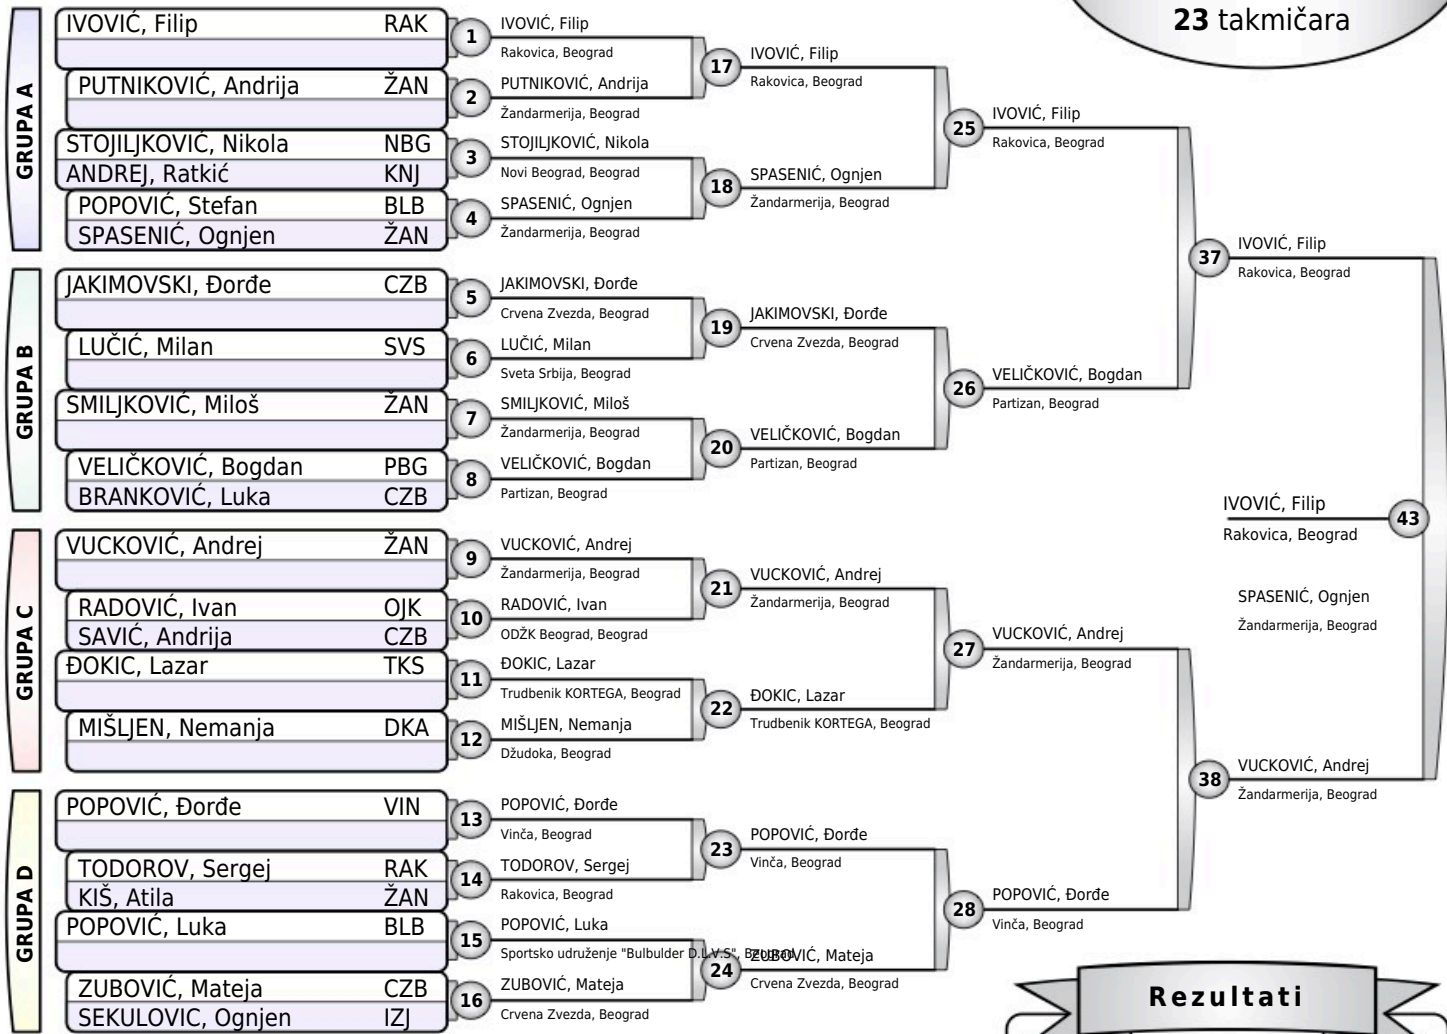 23 takmičara
GRUPA A
IVOVIĆ, Filip RAK
PUTNIKOVIĆ, Andrija ŽAN
STOJILJKOVIĆ, Nikola NBG
ANDREJ, Ratkić KNJ
POPOVIĆ, Stefan BLB
SPASENIĆ, Ognjen ŽAN
GRUPA B
JAKIMOVSKI, Đorđe CZB
LUČIĆ, Milan SVS
SMILJKOVIĆ, Miloš ŽAN
VELIČKOVIĆ, Bogdan PBG
BRANKOVIĆ, Luka CZB
GRUPA C
VUCKOVIĆ, Andrej ŽAN
RADOVIĆ, Ivan OJK
SAVIĆ, Andrija CZB
ĐOKIC, Lazar TKS
MIŠLJEN, Nemanja DKA
GRUPA D
POPOVIĆ, Đorđe VIN
TODOROV, Sergej RAK
KIŠ, Atila ŽAN
POPOVIĆ, Luka BLB
ZUBOVIĆ, Mateja CZB
SEKULOVIC, Ognjen IZJ
1 IVOVIĆ, Filip
Rakovica, Beograd
2 PUTNIKOVIĆ, Andrija
Žandarmerija, Beograd
3 STOJILJKOVIĆ, Nikola
Novi Beograd, Beograd
4 SPASENIĆ, Ognjen
Žandarmerija, Beograd
5 JAKIMOVSKI, Đorđe
Crvena Zvezda, Beograd
6 LUČIĆ, Milan
Sveta Srbija, Beograd
7 SMILJKOVIĆ, Miloš
Žandarmerija, Beograd
8 VELIČKOVIĆ, Bogdan
Partizan, Beograd
9 VUCKOVIĆ, Andrej
Žandarmerija, Beograd
10 RADOVIĆ, Ivan
ODŽK Beograd, Beograd
11 ĐOKIC, Lazar
Trudbenik KORTEGA, Beograd
12 MIŠLJEN, Nemanja
Džudoka, Beograd
13 POPOVIĆ, Đorđe
Vinča, Beograd
14 TODOROV, Sergej
Rakovica, Beograd
15 POPOVIĆ, Luka
Sportsko udruženje "Bulbulder D.L.V.S", Beograd
16 ZUBOVIĆ, Mateja
Crvena Zvezda, Beograd
17 IVOVIĆ, Filip
Rakovica, Beograd
18 SPASENIĆ, Ognjen
Žandarmerija, Beograd
19 JAKIMOVSKI, Đorđe
Crvena Zvezda, Beograd
20 VELIČKOVIĆ, Bogdan
Partizan, Beograd
21 VUCKOVIĆ, Andrej
Žandarmerija, Beograd
22 ĐOKIC, Lazar
Trudbenik KORTEGA, Beograd
23 POPOVIĆ, Đorđe
Vinča, Beograd
24 ZUBOVIĆ, Mateja
Crvena Zvezda, Beograd
25 IVOVIĆ, Filip
Rakovica, Beograd
26 VELIČKOVIĆ, Bogdan
Partizan, Beograd
27 VUCKOVIĆ, Andrej
Žandarmerija, Beograd
28 POPOVIĆ, Đorđe
Vinča, Beograd
37 IVOVIĆ, Filip
Rakovica, Beograd
38 VUCKOVIĆ, Andrej
Žandarmerija, Beograd
IVOVIĆ, Filip
43
Rakovica, Beograd
SPASENIĆ, Ognjen
Žandarmerija, Beograd
Rezultati